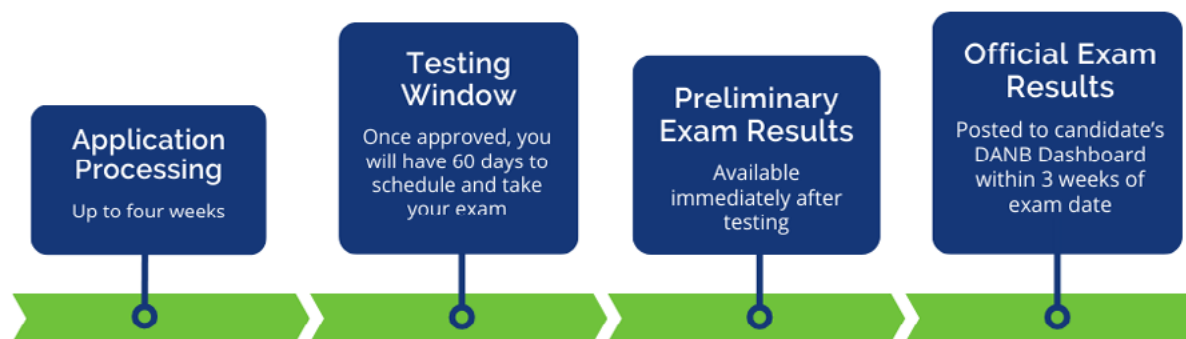 Application
Processing
Up to four weeks
Testing
Window
Once approved, you
will have 60 days to
schedule and take
your exam
Preliminary
Exam Results
Available
immediately after
testing
Official Exam
Results
Posted to candidate’s
DANB Dashboard
within 3 weeks of
exam date